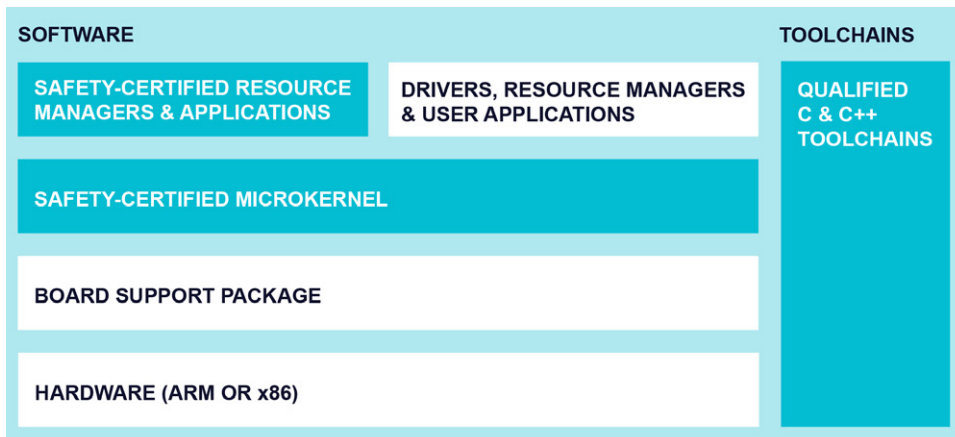 SOFTWARE
SAFETY-CERTIFIED RESOURCE
MANAGERS & APPLICATIONS
DRIVERS, RESOURCE MANAGERS
& USER APPLICATIONS
SAFETY-CERTIFIED MICROKERNEL
BOARD SUPPORT PACKAGE
HARDWARE (ARM OR x86)
TOOLCHAINS
QUALIFIED
C & C++
TOOLCHAINS